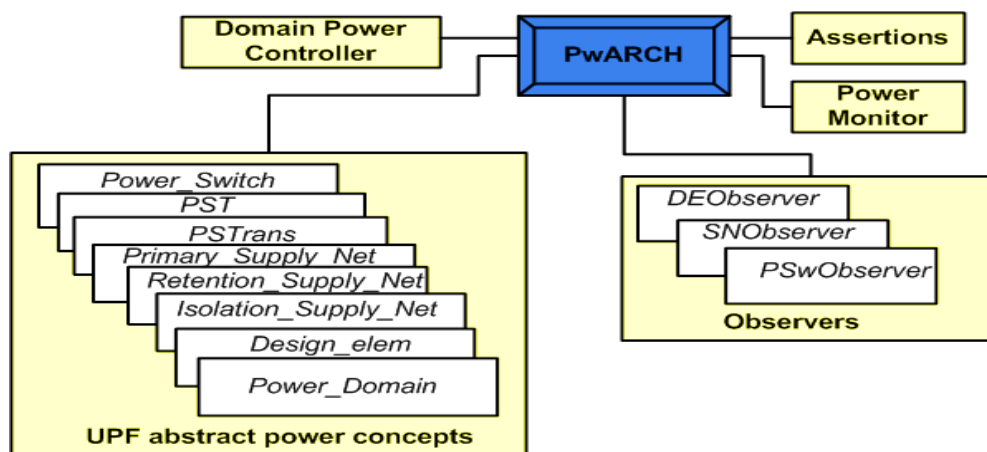 Domain Power
Controller
PwARCH
Assertions
Power
Monitor
Power_Switch
PST
PSTrans
Primary_Supply_Net
Retention_Supply_Net
Isolation_Supply_Net
Design_elem
Power_Domain
UPF abstract power concepts
DEObserver
SNObserver
PSwObserver
Observers